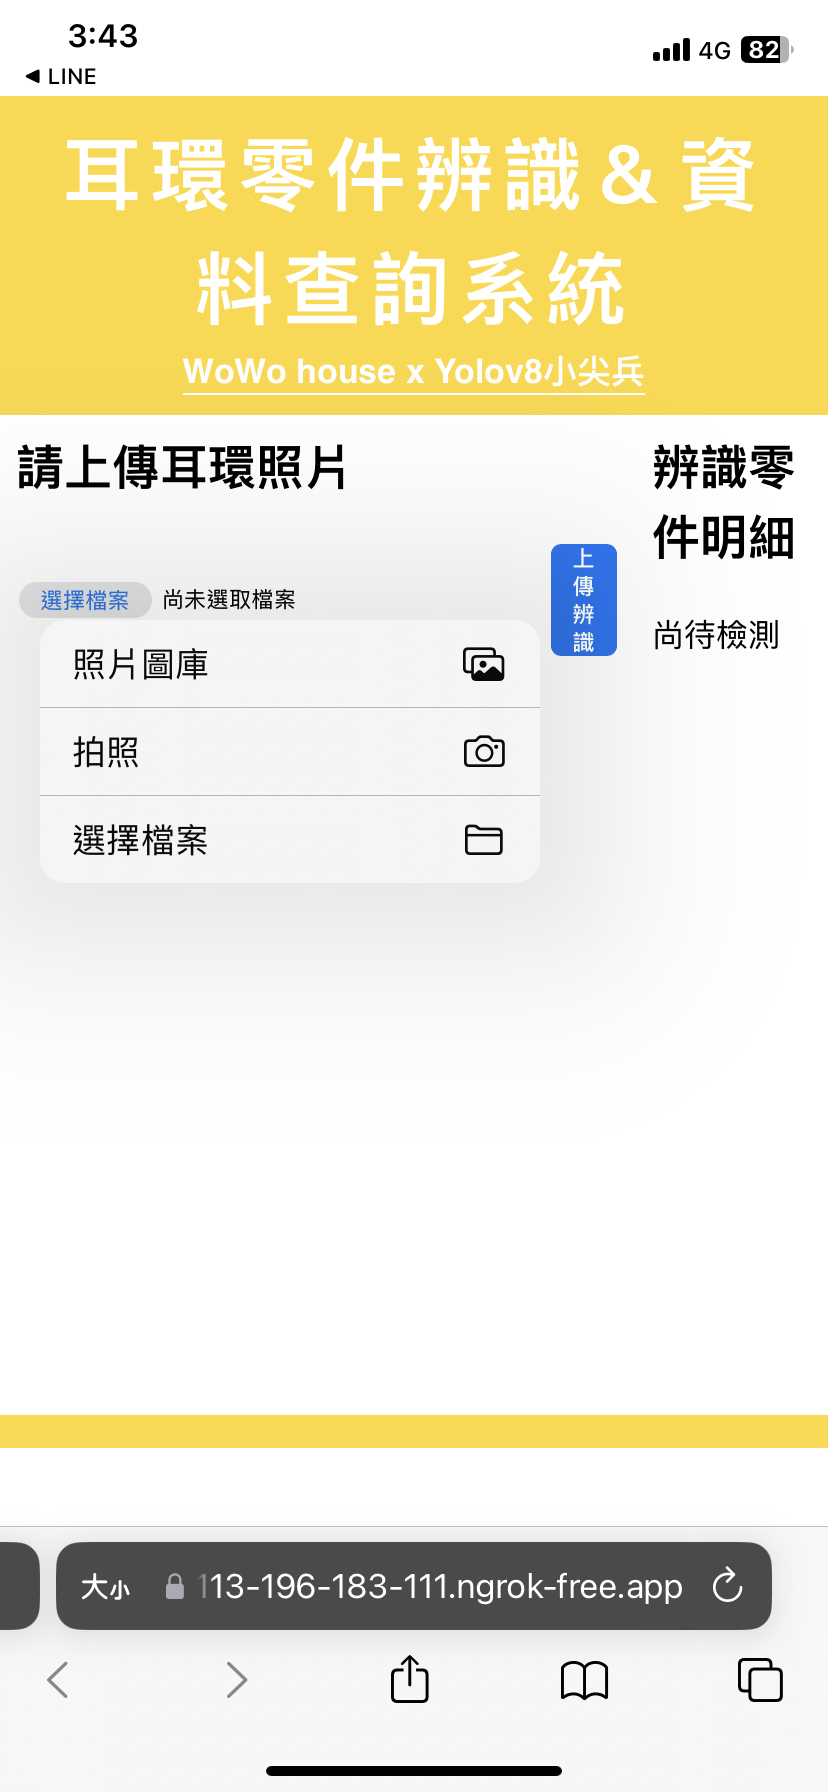 3:43
4G
82
◀ LINE
耳環零件辨識 & 資
料查詢系統
WoWo house x Yolov8小尖兵
請上傳耳環照片
辨識零
件明細
選擇檔案
尚未選取檔案
上
傳
辨
識
尚待檢測
照片圖庫
拍照
選擇檔案
大小
113-196-183-111.ngrok-free.app